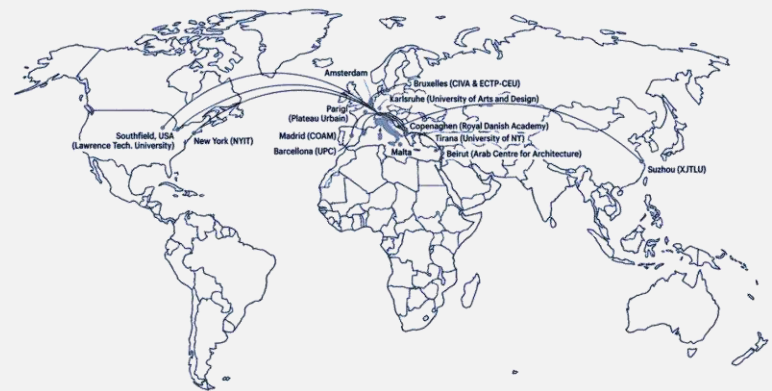 Amsterdam
Bruxelles (CIVA & ECTP-CEU)
Karlsruhe (University of Arts and Design)
Parigi
(Plateau Urbain)
Copenaghen (Royal Danish Academy)
Southfield, USA
(Lawrence Tech. University)
New York (NYIT)
Madrid (COAM)
Tirana (University of NT)
Barcellona (UPC)
Malta
Beirut (Arab Centre for Architecture)
Suzhou (XJTLU)